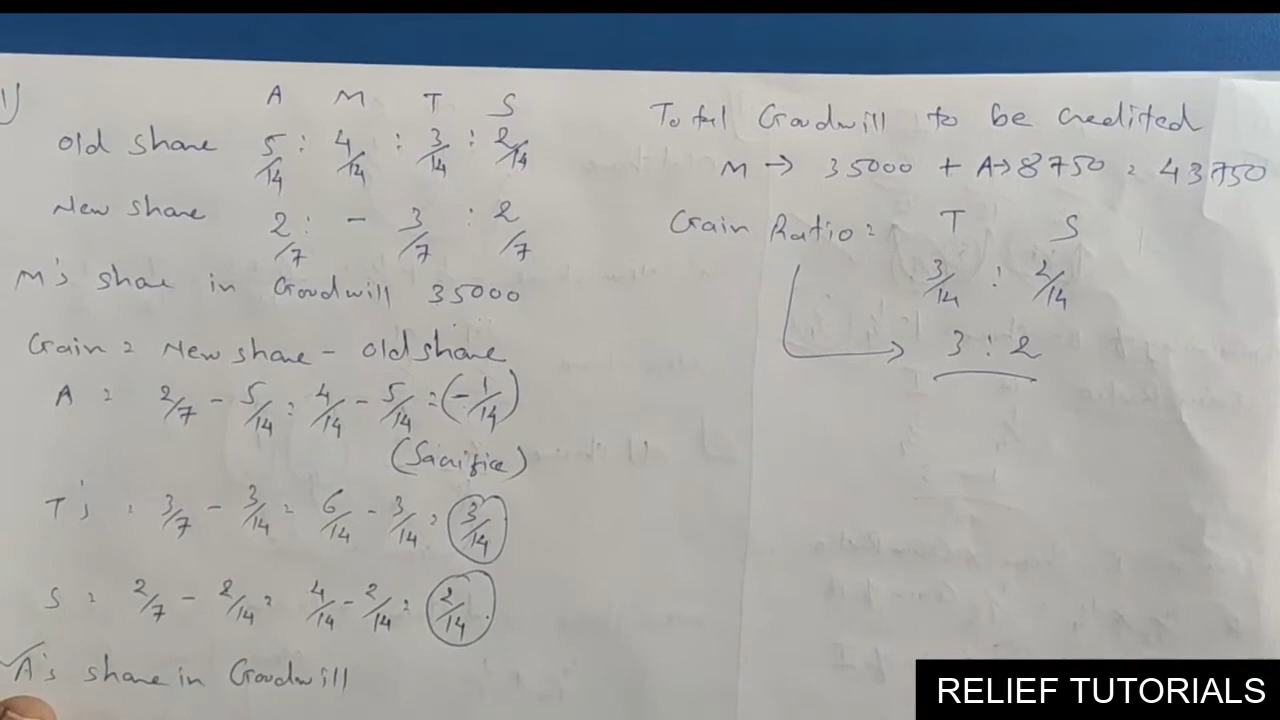 1)
A M T S
Old share 5/14 : 4/14 : 3/14 : 2/14
New share 2/7 : - 3/7 : 2/7
M's share in Goodwill 35000
Gain = New share - old share
A = 2/7 - 5/14 = 4/14 - 5/14 = (-1/14)
(Sacrifice)
T's = 3/7 - 3/14 = 6/14 - 3/14 = 3/14
S = 2/7 - 2/14 = 4/14 - 2/14 = 2/14
A's share in Goodwill
Total Goodwill to be credited
M → 35000 + A → 8750 = 43750
Gain Ratio = T S
3/14 : 2/14
3 : 2
RELIEF TUTORIALS